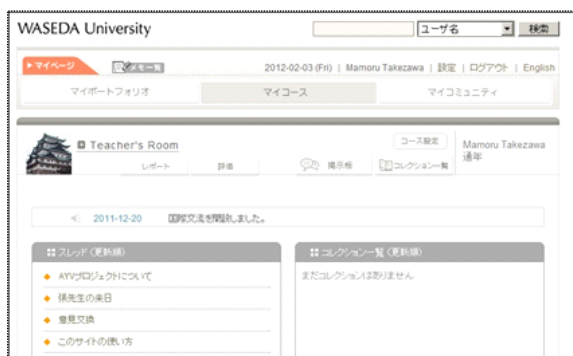 WASEDA University ユーザ名 検索
マイページ メモ一覧 2012-02-03 (Fri) | Mamoru Takezawa | 設定 | ログアウト | English
マイポートフォリオ マイコース マイコミュニティ
Teacher's Room コース設定 Mamoru Takezawa
レポート 評価 掲示板 コレクション一覧 通年
2011-12-20 国際交流を開設しました。
スレッド (更新順) コレクション一覧 (更新順)
AYVプロジェクトについて まだコレクションはありません
張先生の来日
意見交換
このサイトの使い方